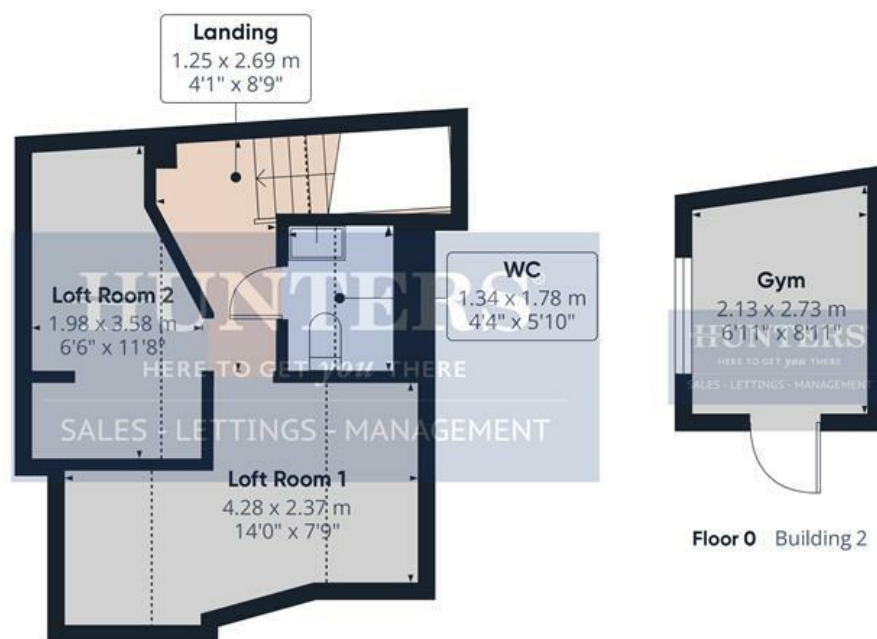 Landing
1.25 x 2.69 m
4'1" x 8'9"
HUNTERS®
HERE TO GET you THERE
SALES - LETTINGS - MANAGEMENT
Loft Room 2
1.98 x 3.58 m
6'6" x 11'8"
WC
1.34 x 1.78 m
4'4" x 5'10"
Loft Room 1
4.28 x 2.37 m
14'0" x 7'9"
Gym
2.13 x 2.73 m
6'11" x 8'11"
HUNTERS
HERE TO GET you THERE
SALES - LETTINGS - MANAGEMENT
Floor 0 Building 2